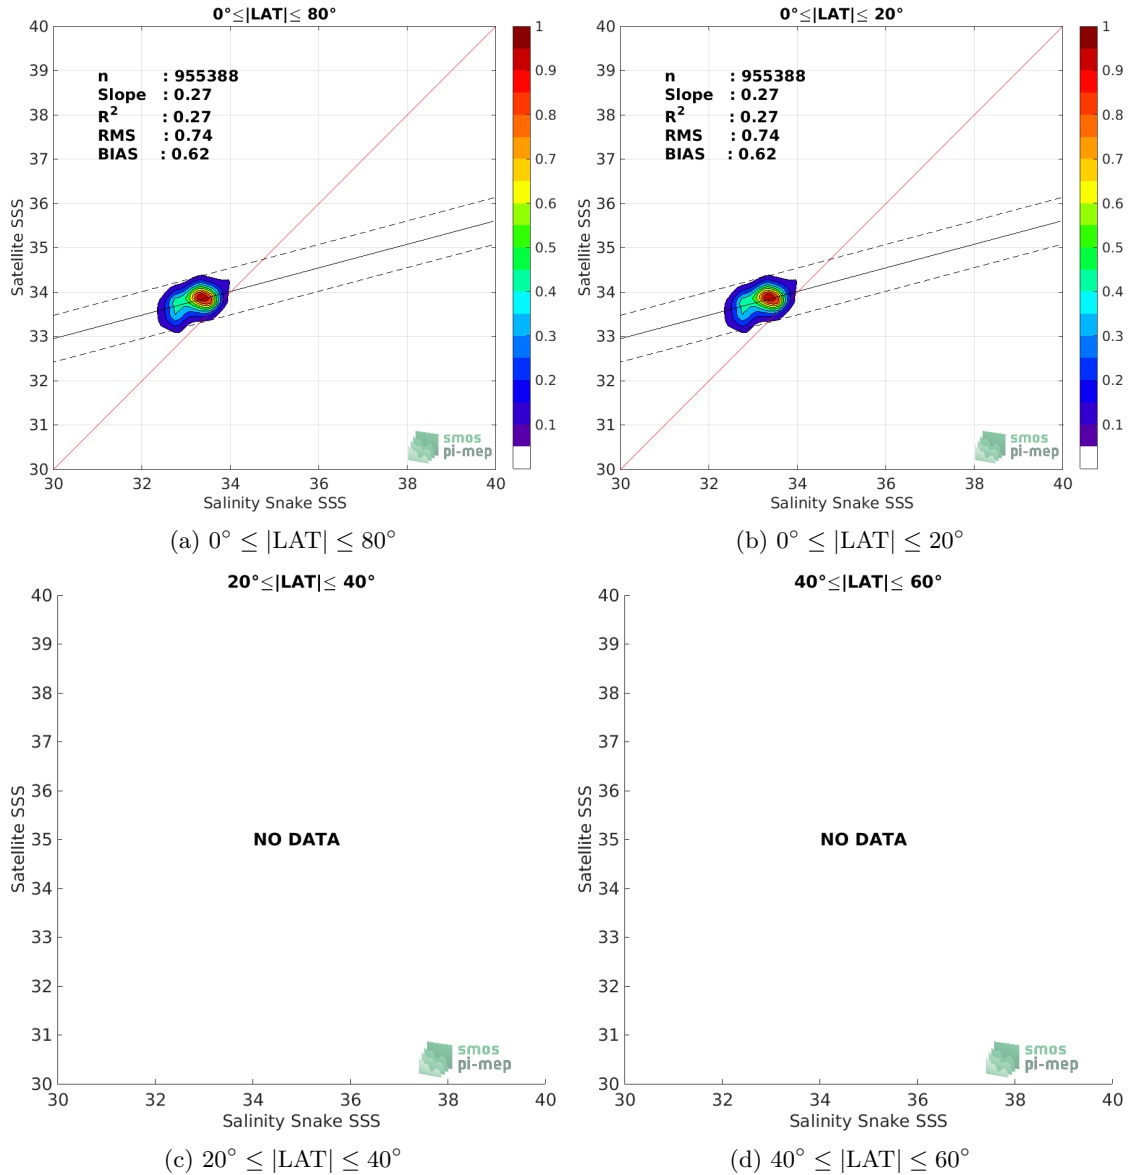 0°≤|LAT|≤ 80°
n : 955388
Slope : 0.27
R² : 0.27
RMS : 0.74
BIAS : 0.62
40
39
38
37
36
35
34
33
32
31
30
Satellite SSS
30 32 34 36 38 40
Salinity Snake SSS
1
0.9
0.8
0.7
0.6
0.5
0.4
0.3
0.2
0.1
smos
pi-mep
(a) 0° ≤ |LAT| ≤ 80°
0°≤|LAT|≤ 20°
n : 955388
Slope : 0.27
R² : 0.27
RMS : 0.74
BIAS : 0.62
40
39
38
37
36
35
34
33
32
31
30
Satellite SSS
30 32 34 36 38 40
Salinity Snake SSS
1
0.9
0.8
0.7
0.6
0.5
0.4
0.3
0.2
0.1
smos
pi-mep
(b) 0° ≤ |LAT| ≤ 20°
20°≤|LAT|≤ 40°
40
39
38
37
36
35
34
33
32
31
30
Satellite SSS
NO DATA
smos
pi-mep
30 32 34 36 38 40
Salinity Snake SSS
(c) 20° ≤ |LAT| ≤ 40°
40°≤|LAT|≤ 60°
40
39
38
37
36
35
34
33
32
31
30
Satellite SSS
NO DATA
smos
pi-mep
30 32 34 36 38 40
Salinity Snake SSS
(d) 40° ≤ |LAT| ≤ 60°